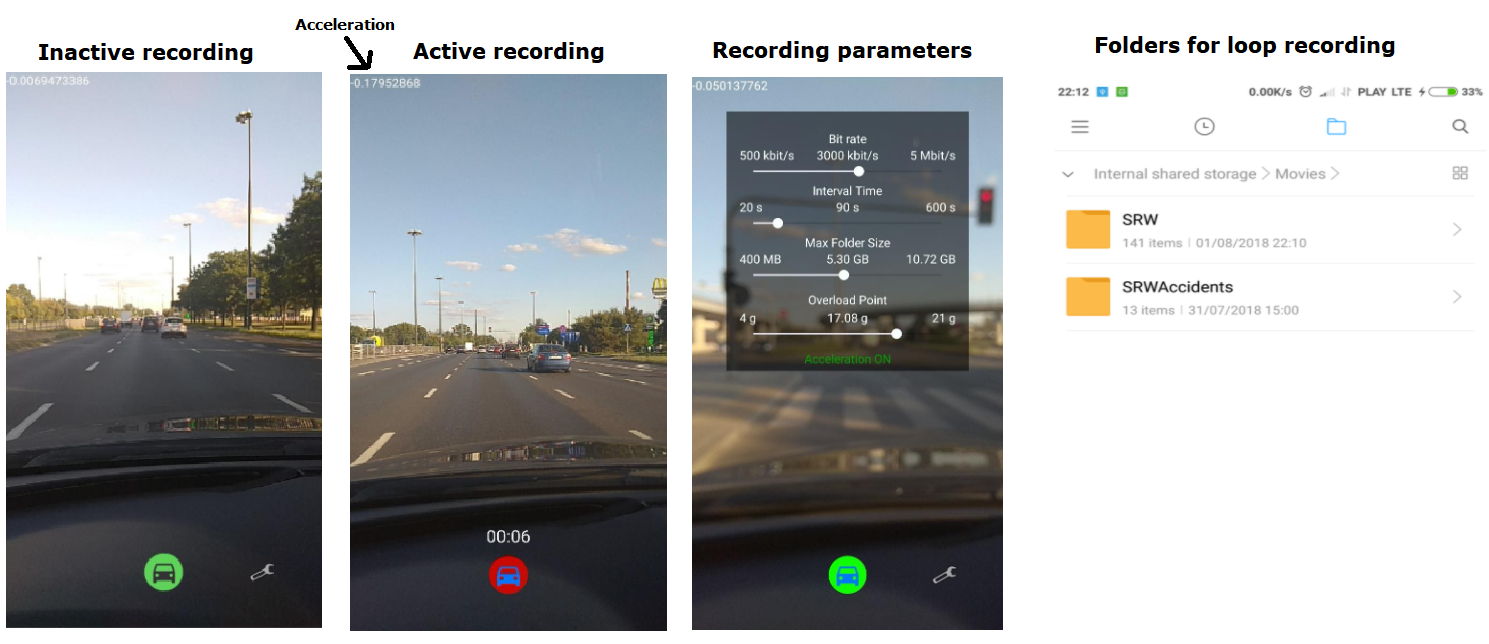 Acceleration
Inactive recording
Active recording
Recording parameters
Folders for loop recording
-0.0069473386
-0.17952868
00:06
-0.050137762
Bit rate
500 kbit/s 3000 kbit/s 5 Mbit/s
Interval Time
20 s 90 s 600 s
Max Folder Size
400 MB 5.30 GB 10.72 GB
Overload Point
4 g 17.08 g 21 g
Acceleration ON
22:12 0.00K/s PLAY LTE 33%
Internal shared storage > Movies >
SRW
141 items | 01/08/2018 22:10
SRWAccidents
13 items | 31/07/2018 15:00